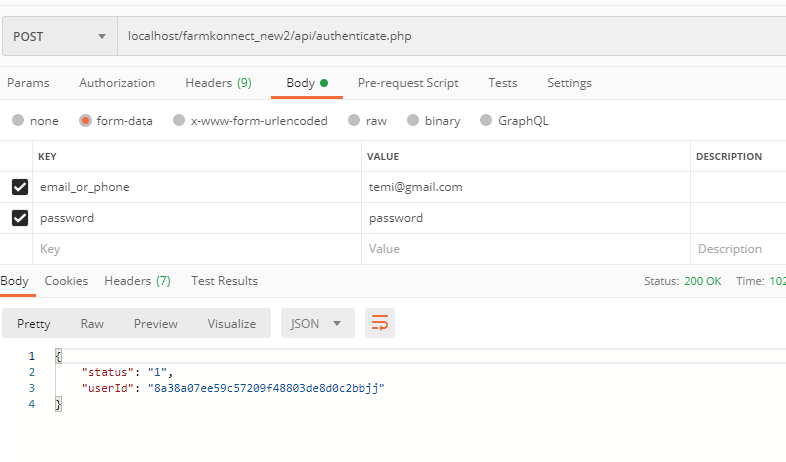 POST localhost/farmkonnect_new2/api/authenticate.php
Params Authorization Headers (9) Body Pre-request Script Tests Settings
none form-data x-www-form-urlencoded raw binary GraphQL
KEY VALUE DESCRIPTION
email_or_phone temi@gmail.com
password password
Key Value Description
Body Cookies Headers (7) Test Results Status: 200 OK Time: 102
Pretty Raw Preview Visualize JSON
1 {
2 "status": "1",
3 "userId": "8a38a07ee59c57209f48803de8d0c2bbjj"
4 }